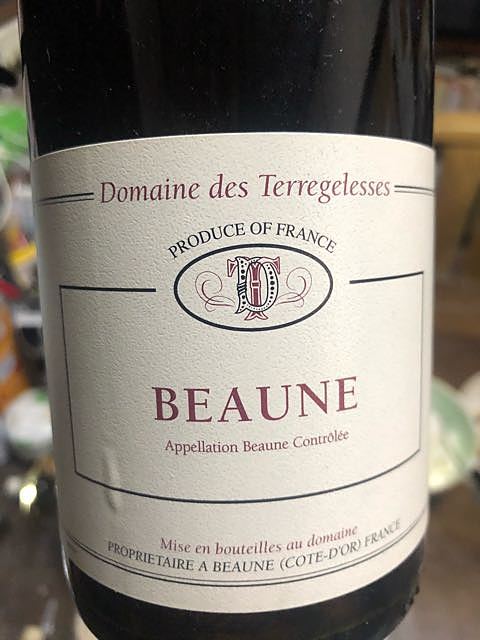 Domaine des Terregelesses
PRODUCE OF FRANCE
DT
BEAUNE
Appellation Beaune Contrôlée
Mise en bouteilles au domaine
PROPRIETAIRE A BEAUNE (COTE-D'OR) FRANCE